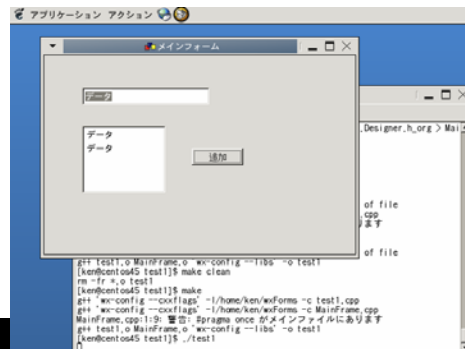 アプリケーション アクション
メインフォーム
データ
データ
データ
追加
.Designer.h_org > Mai
of file
.cpp
ります
of file
g++ test1.o MainFrame.o `wx-config --libs` -o test1
[ken@centos45 test1]$ make clean
rm -fr *.o test1
[ken@centos45 test1]$ make
g++ `wx-config --cxxflags` -I/home/ken/wxForms -c test1.cpp
g++ `wx-config --cxxflags` -I/home/ken/wxForms -c MainFrame.cpp
MainFrame.cpp:1:9: 警告: #pragma once がメインファイルにあります
g++ test1.o MainFrame.o `wx-config --libs` -o test1
[ken@centos45 test1]$ ./test1